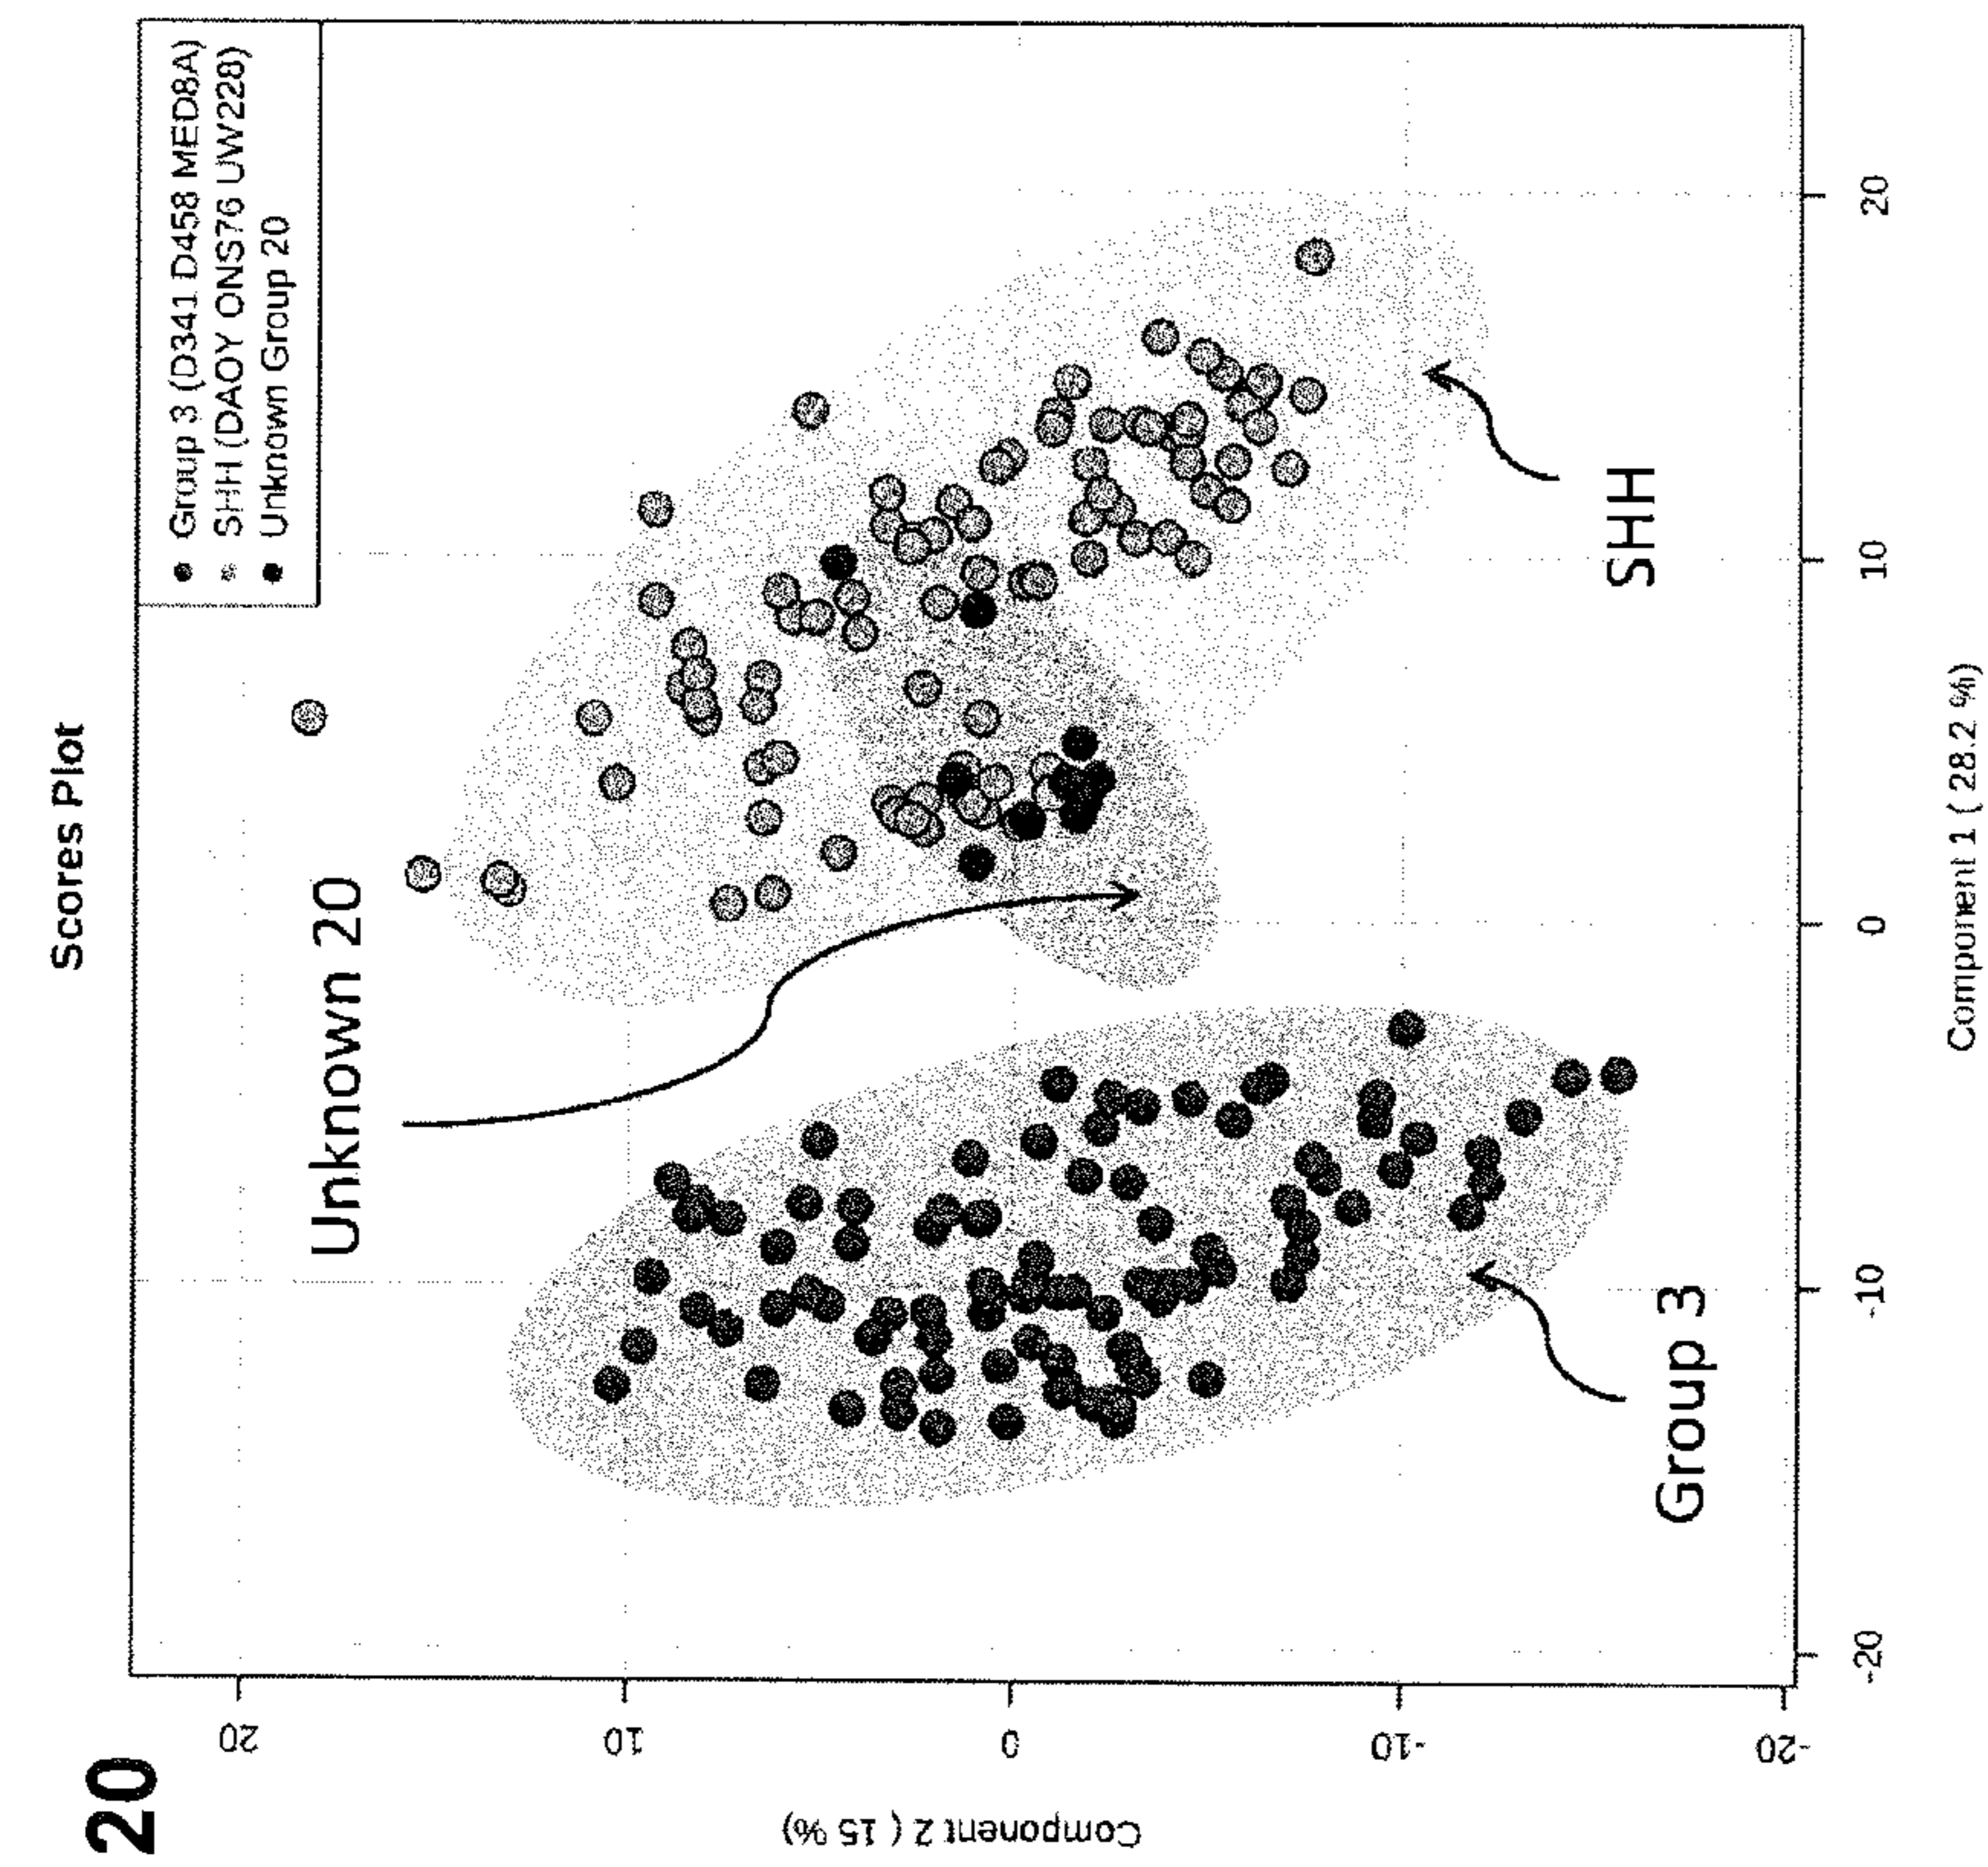 20
Scores Plot
Group 3 (D341 D458 MED8A)
SHH (DAOY ONS76 UW228)
Unknown Group 20
Unknown 20
SHH
Group 3
Component 2 ( 15 %)
20
10
0
-10
-20
-20
-10
0
10
20
Component 1 ( 28.2 %)